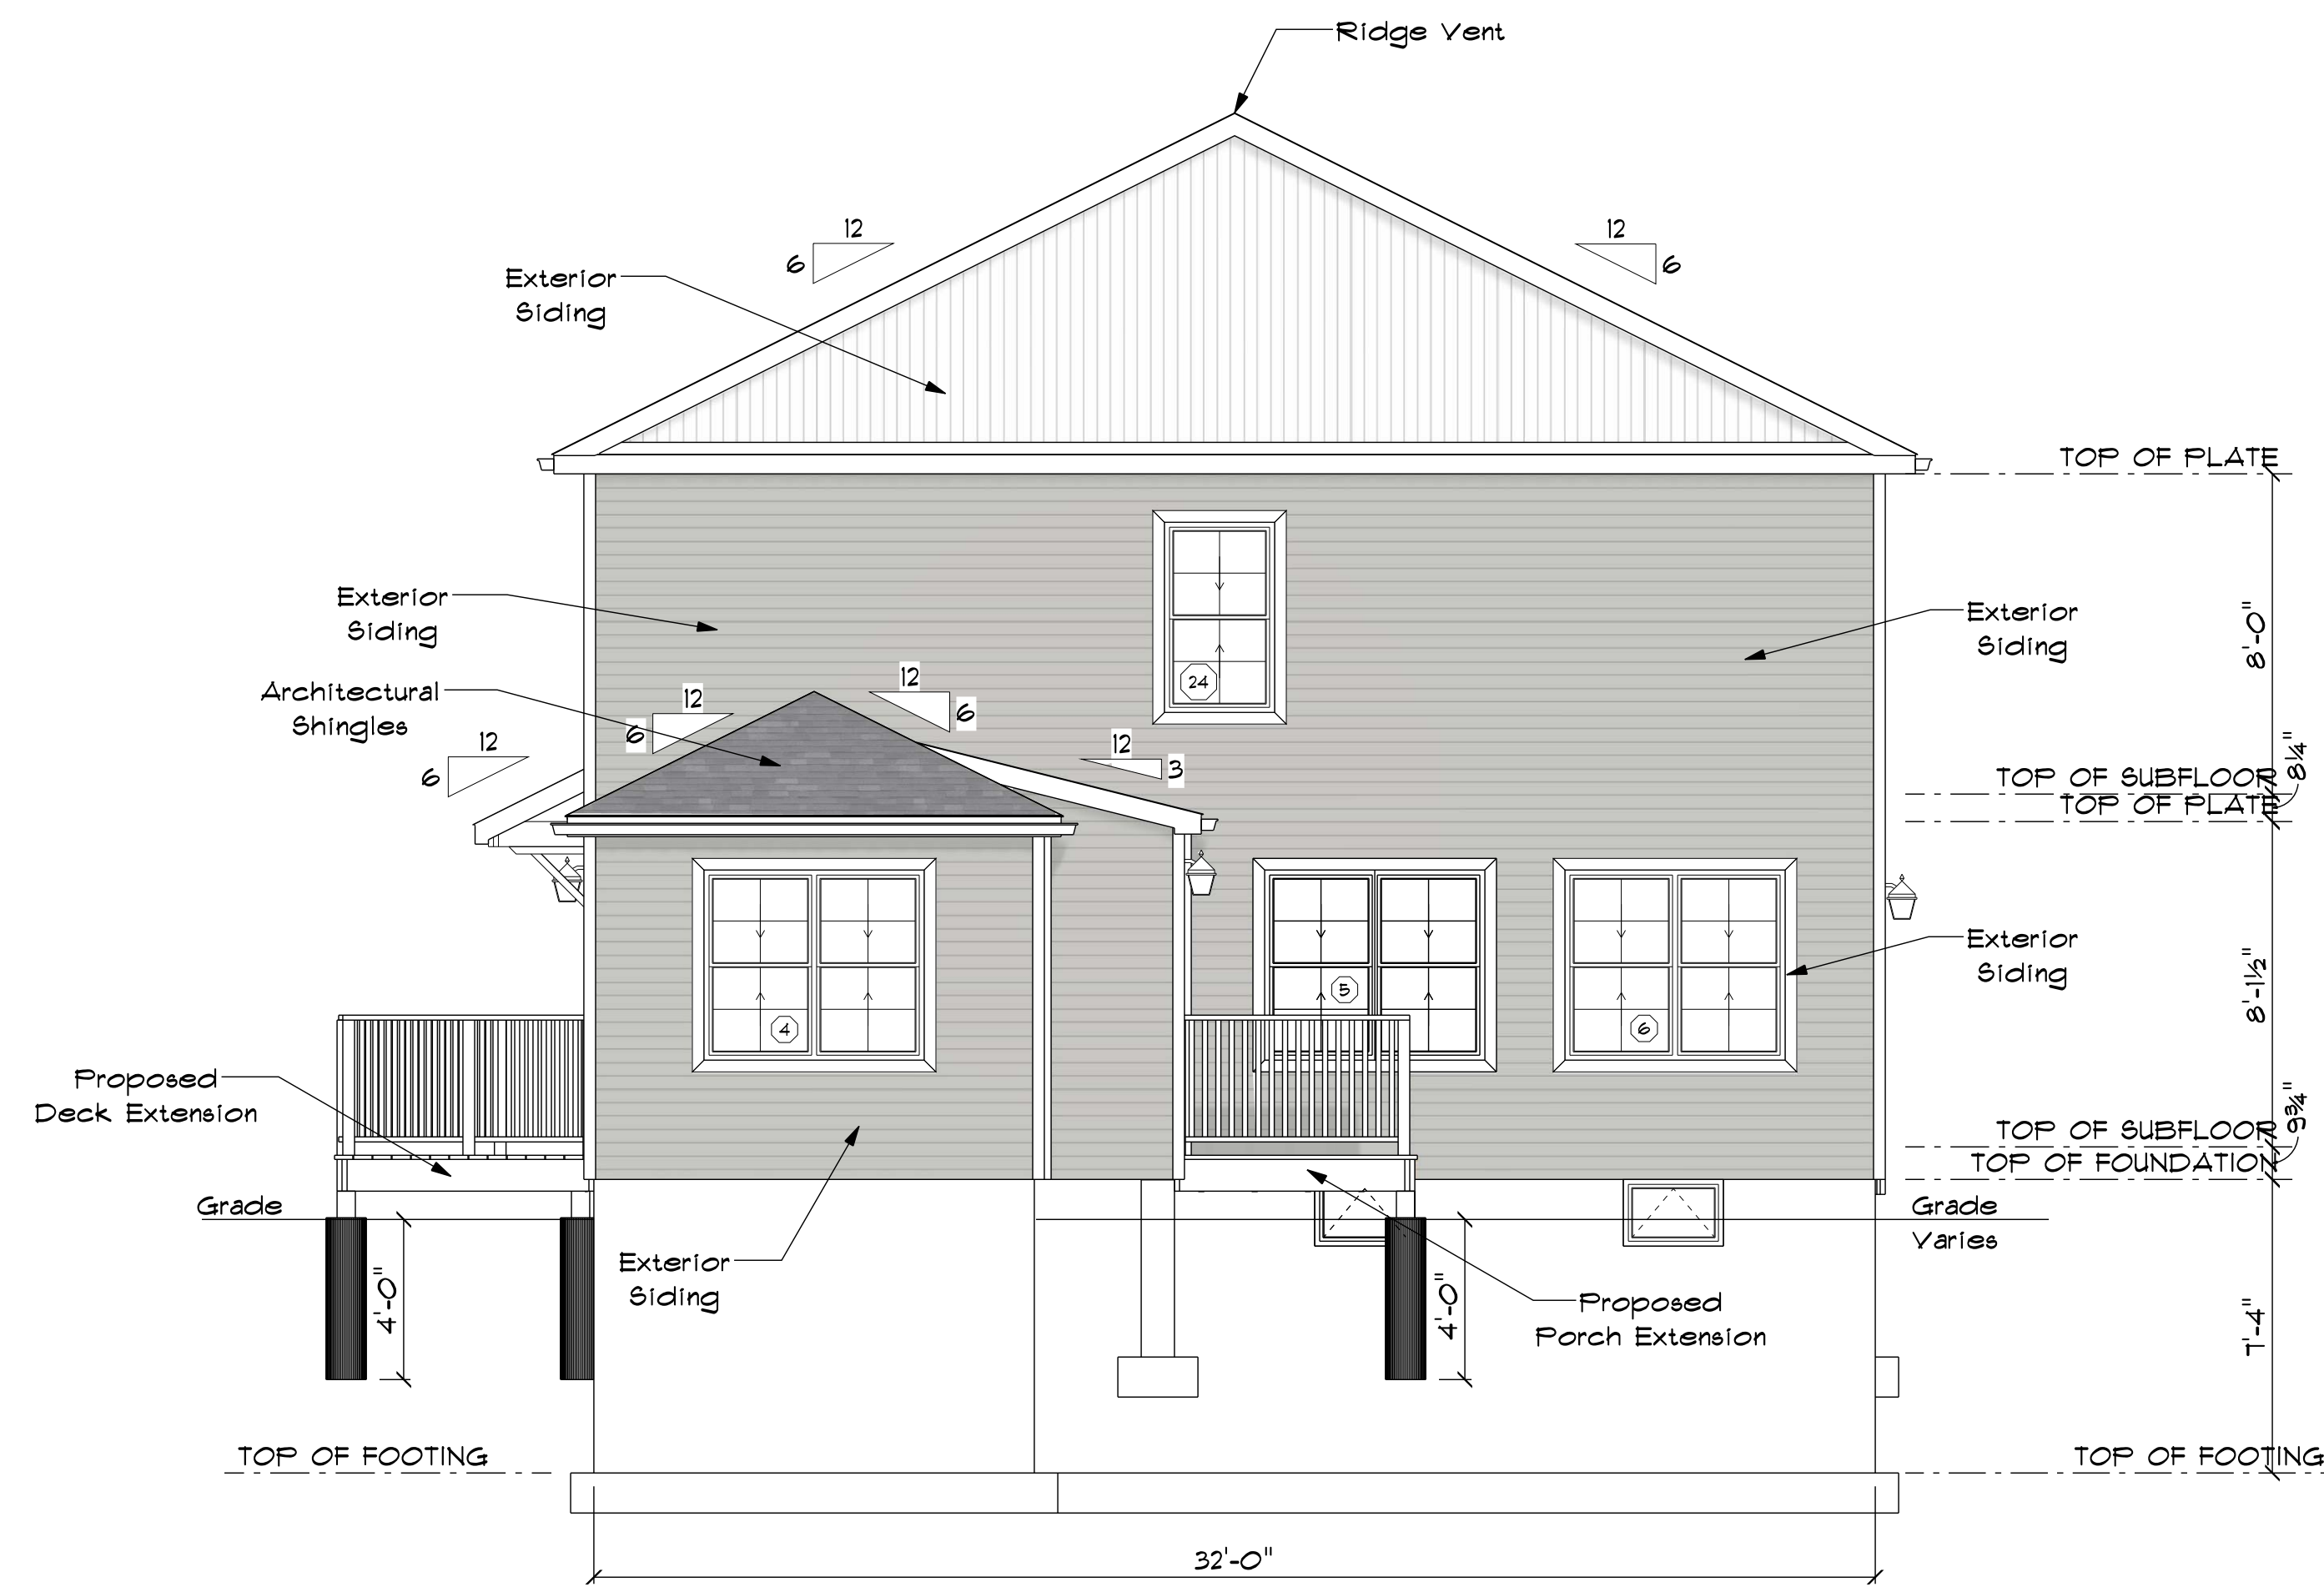 Ridge Vent
12
6
12
6
Exterior
Siding
TOP OF PLATE
Exterior
Siding
Exterior
Siding
8'-0"
24
Architectural
Shingles
12
6
12
6
12
6
12
3
8¼"
TOP OF SUBFLOOR
TOP OF PLATE
Exterior
Siding
8'-1½"
5
4
6
Proposed
Deck Extension
9¾"
TOP OF SUBFLOOR
TOP OF FOUNDATION
Grade
Grade
Varies
Exterior
Siding
4'-0"
4'-0"
Proposed
Porch Extension
7'-4"
TOP OF FOOTING
TOP OF FOOTING
32'-0"